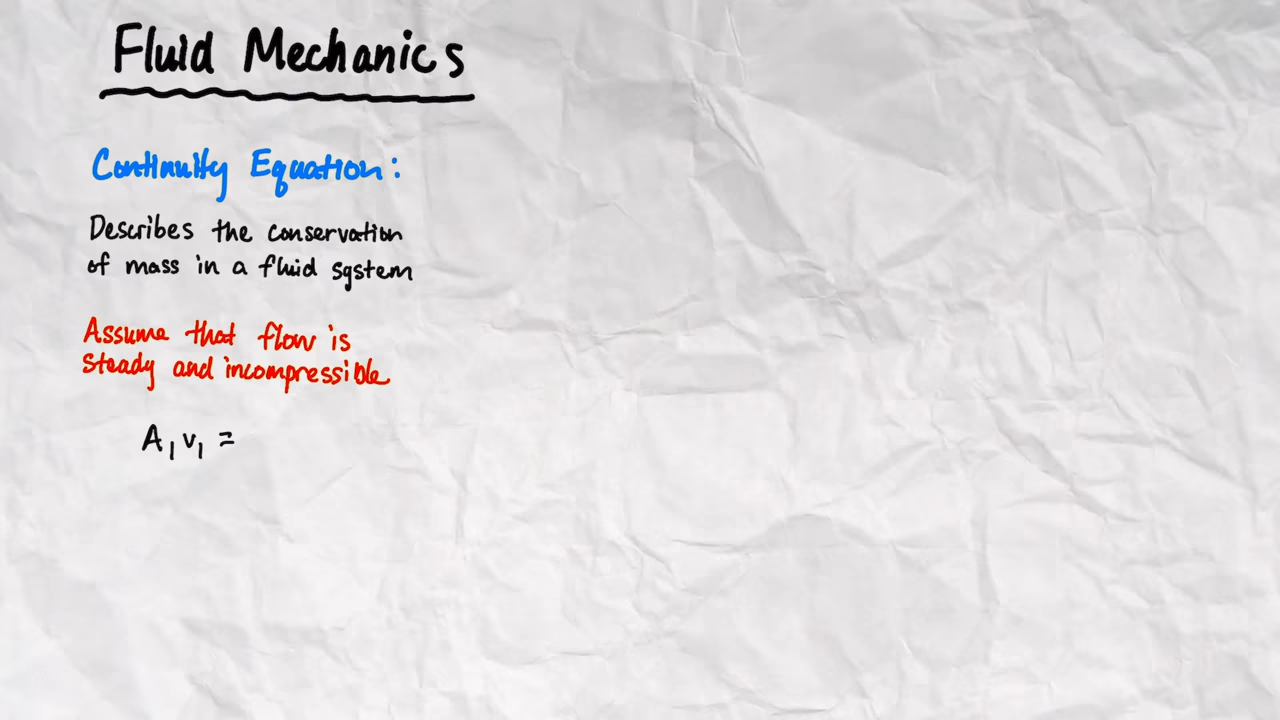 Fluid Mechanics
Continuity Equation:
Describes the conservation
of mass in a fluid system
Assume that flow is
steady and incompressible
A₁v₁ =